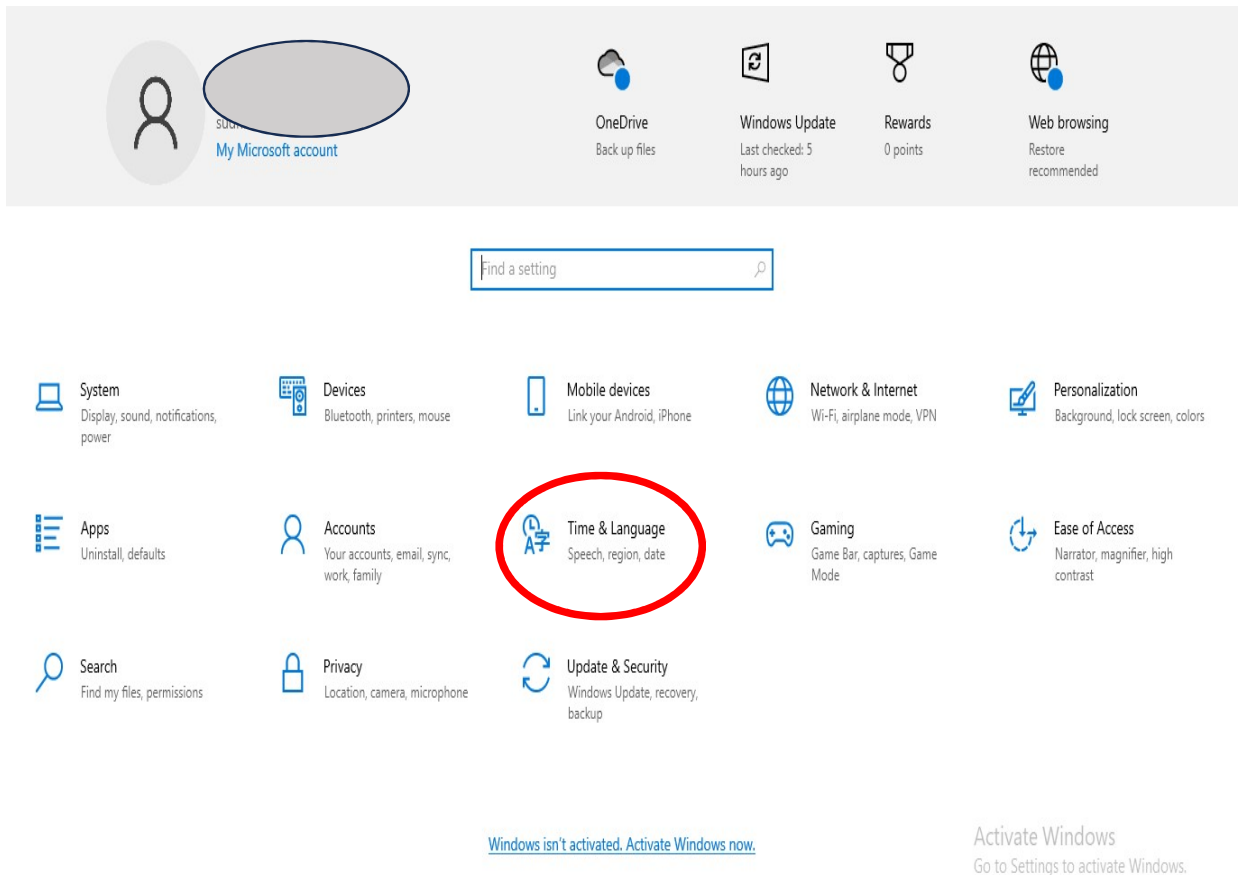 My Microsoft account
OneDrive
Back up files
Windows Update
Last checked: 5
hours ago
Rewards
0 points
Web browsing
Restore
recommended
Find a setting
System
Display, sound, notifications,
power
Devices
Bluetooth, printers, mouse
Mobile devices
Link your Android, iPhone
Network & Internet
Wi-Fi, airplane mode, VPN
Personalization
Background, lock screen, colors
Apps
Uninstall, defaults
Accounts
Your accounts, email, sync,
work, family
Time & Language
Speech, region, date
Gaming
Game Bar, captures, Game
Mode
Ease of Access
Narrator, magnifier, high
contrast
Search
Find my files, permissions
Privacy
Location, camera, microphone
Update & Security
Windows Update, recovery,
backup
Windows isn't activated. Activate Windows now.
Activate Windows
Go to Settings to activate Windows.